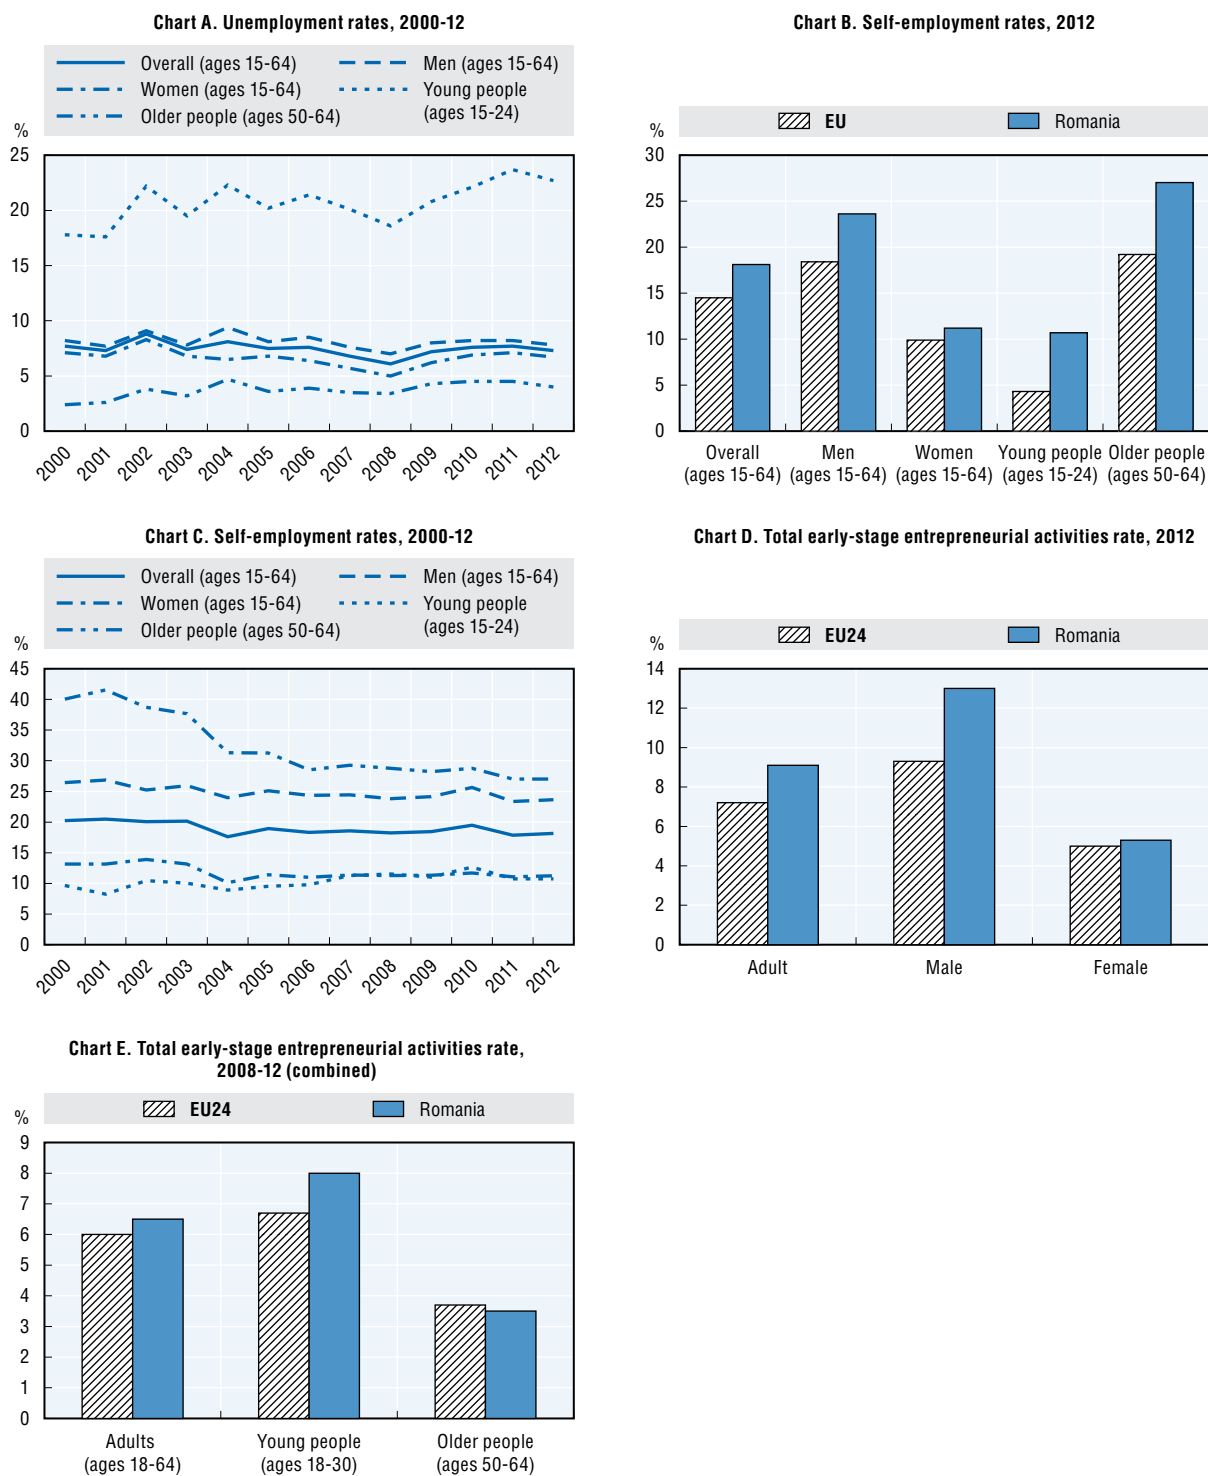 Chart A. Unemployment rates, 2000-12
Overall (ages 15-64)
Men (ages 15-64)
Women (ages 15-64)
Young people
(ages 15-24)
Older people (ages 50-64)
%
25
20
15
10
5
0
2000
2001
2002
2003
2004
2005
2006
2007
2008
2009
2010
2011
2012
Chart B. Self-employment rates, 2012
EU
Romania
%
30
25
20
15
10
5
0
Overall
(ages 15-64)
Men
(ages 15-64)
Women
(ages 15-64)
Young people
(ages 15-24)
Older people
(ages 50-64)
Chart C. Self-employment rates, 2000-12
Overall (ages 15-64)
Men (ages 15-64)
Women (ages 15-64)
Young people
(ages 15-24)
Older people (ages 50-64)
%
45
40
35
30
25
20
15
10
5
0
2000
2001
2002
2003
2004
2005
2006
2007
2008
2009
2010
2011
2012
Chart D. Total early-stage entrepreneurial activities rate, 2012
EU24
Romania
%
14
12
10
8
6
4
2
0
Adult
Male
Female
Chart E. Total early-stage entrepreneurial activities rate,
2008-12 (combined)
EU24
Romania
%
9
8
7
6
5
4
3
2
1
0
Adults
(ages 18-64)
Young people
(ages 18-30)
Older people
(ages 50-64)